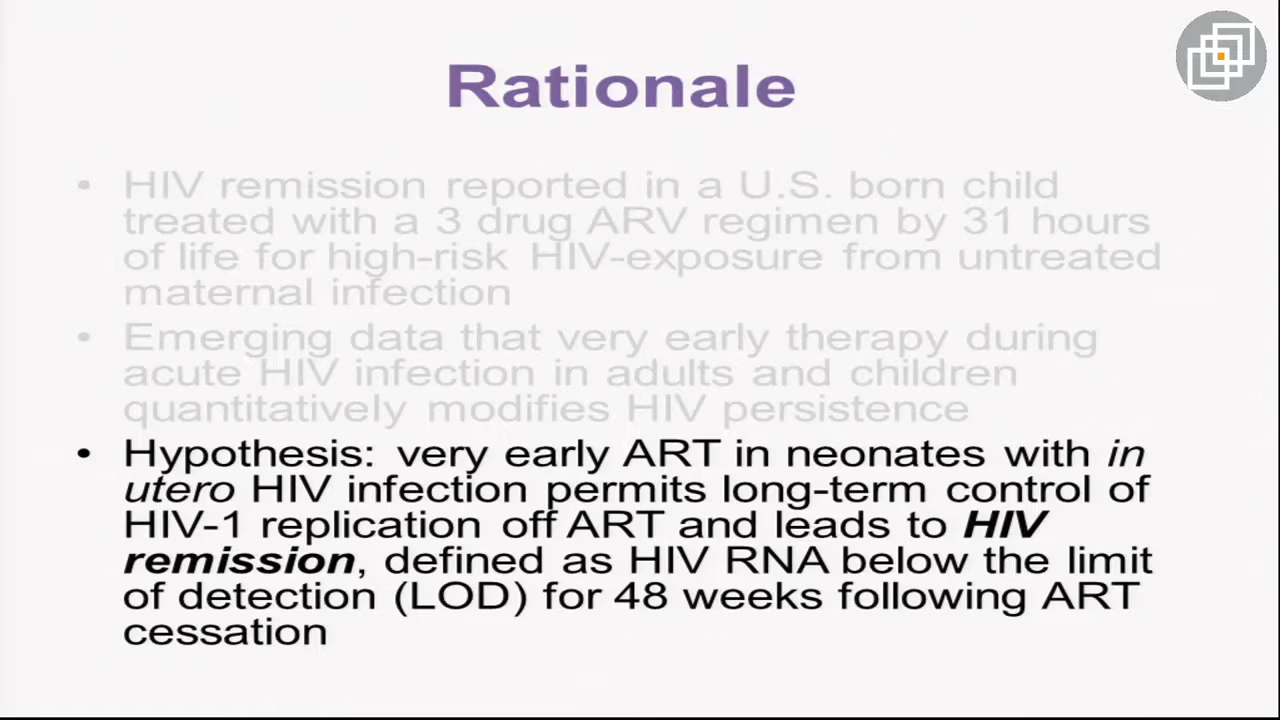 Rationale
• HIV remission reported in a U.S. born child
treated with a 3 drug ARV regimen by 31 hours
of life for high-risk HIV-exposure from untreated
maternal infection
• Emerging data that very early therapy during
acute HIV infection in adults and children
quantitatively modifies HIV persistence
• Hypothesis: very early ART in neonates with in
utero HIV infection permits long-term control of
HIV-1 replication off ART and leads to HIV
remission, defined as HIV RNA below the limit
of detection (LOD) for 48 weeks following ART
cessation